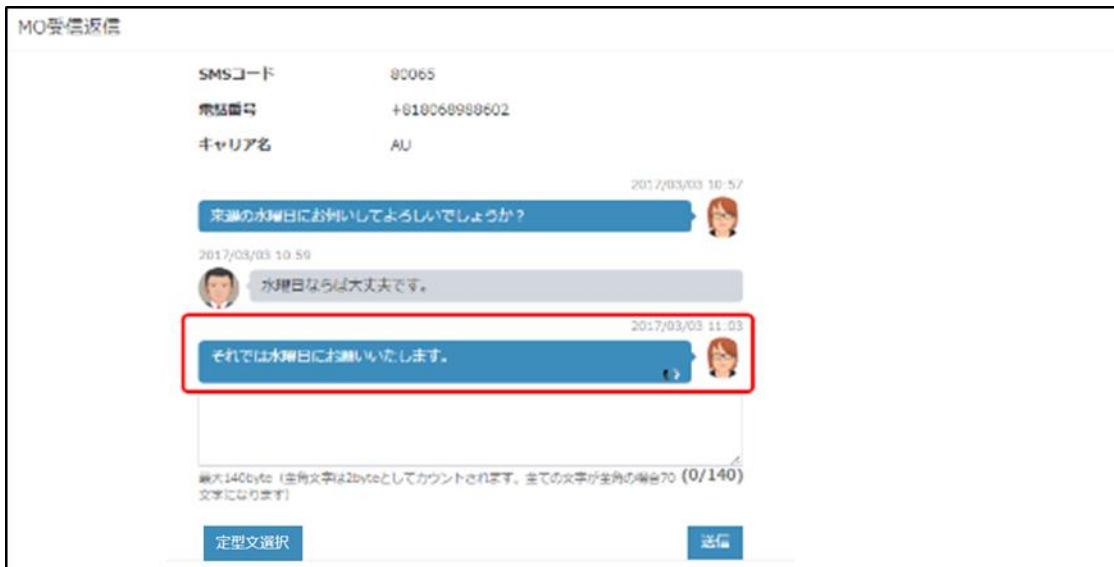 MO受信返信
SMSコード 80065
電話番号 +818068988602
キャリア名 AU
2017/03/03 10:57
来週の水曜日にお伺いしてよろしいでしょうか？
2017/03/03 10:59
水曜日ならば大丈夫です。
2017/03/03 11:03
それでは水曜日にお願いいたします。
最大140byte（全角文字は2byteとしてカウントされます。全ての文字が全角の場合70 (0/140)
文字になります）
定型文選択 送信